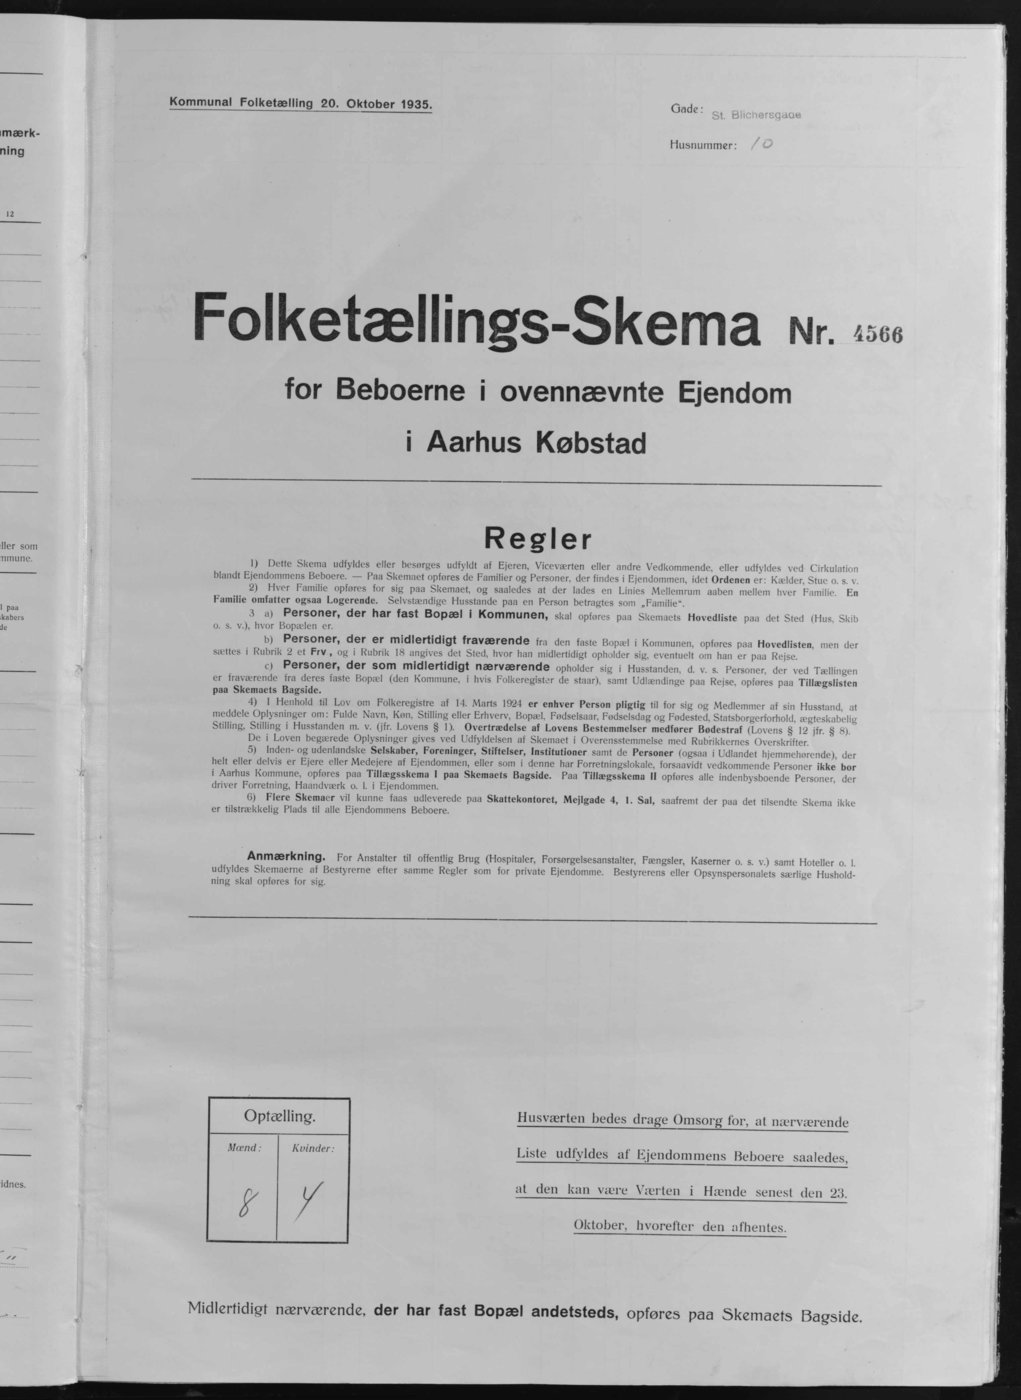 mærk-
ning
12
ller som
mmune.
l paa
skabers
de
idnes.
Kommunal Folketælling 20. Oktober 1935.
Gade: St. Blichersgade
Husnummer: 10
Folketællings-Skema Nr. 4566
for Beboerne i ovennævnte Ejendom
i Aarhus Købstad
Regler
1) Dette Skema udfyldes eller besørges udfyldt af Ejeren, Viceværten eller andre Vedkommende, eller udfyldes ved Cirkulation
blandt Ejendommens Beboere. — Paa Skemaet opføres de Familier og Personer, der findes i Ejendommen, idet Ordenen er: Kælder, Stue o. s. v.
2) Hver Familie opføres for sig paa Skemaet, og saaledes at der lades en Linies Mellemrum aaben mellem hver Familie. En
Familie omfatter ogsaa Logerende. Selvstændige Husstande paa en Person betragtes som „Familie“.
3 a) Personer, der har fast Bopæl i Kommunen, skal opføres paa Skemaets Hovedliste paa det Sted (Hus, Skib
o. s. v.), hvor Bopælen er.
b) Personer, der er midlertidigt fraværende fra den faste Bopæl i Kommunen, opføres paa Hovedlisten, men der
sættes i Rubrik 2 et Frv, og i Rubrik 18 angives det Sted, hvor han midlertidigt opholder sig, eventuelt om han er paa Rejse.
c) Personer, der som midlertidigt nærværende opholder sig i Husstanden, d. v. s. Personer, der ved Tællingen
er fraværende fra deres faste Bopæl (den Kommune, i hvis Folkeregister de staar), samt Udlændinge paa Rejse, opføres paa Tillægslisten
paa Skemaets Bagside.
4) I Henhold til Lov om Folkeregistre af 14. Marts 1924 er enhver Person pligtig til for sig og Medlemmer af sin Husstand, at
meddele Oplysninger om: Fulde Navn, Køn, Stilling eller Erhverv, Bopæl, Fødselsaar, Fødselsdag og Fødested, Statsborgerforhold, ægteskabelig
Stilling, Stilling i Husstanden m. v. (jfr. Lovens § 1). Overtrædelse af Lovens Bestemmelser medfører Bødestraf (Lovens § 12 jfr. § 8).
De i Loven begærede Oplysninger gives ved Udfyldelsen af Skemaet i Overensstemmelse med Rubrikkernes Overskrifter.
5) Inden- og udenlandske Selskaber, Foreninger, Stiftelser, Institutioner samt de Personer (ogsaa i Udlandet hjemmehørende), der
helt eller delvis er Ejere eller Medejere af Ejendommen, eller som i denne har Forretningslokale, forsaavidt vedkommende Personer ikke bor
i Aarhus Kommune, opføres paa Tillægsskema I paa Skemaets Bagside. Paa Tillægsskema II opføres alle indenbysboende Personer, der
driver Forretning, Haandværk o. l. i Ejendommen.
6) Flere Skemaer vil kunne faas udleverede paa Skattekontoret, Mejlgade 4, 1. Sal, saafremt der paa det tilsendte Skema ikke
er tilstrækkelig Plads til alle Ejendommens Beboere.
Anmærkning. For Anstalter til offentlig Brug (Hospitaler, Forsørgelsesanstalter, Fængsler, Kaserner o. s. v.) samt Hoteller o. l.
udfyldes Skemaerne af Bestyrerne efter samme Regler som for private Ejendomme. Bestyrerens eller Opsynspersonalets særlige Hushold-
ning skal opføres for sig.
Optælling.
Mænd: Kvinder:
8 4
Husværten bedes drage Omsorg for, at nærværende
Liste udfyldes af Ejendommens Beboere saaledes,
at den kan være Værten i Hænde senest den 23.
Oktober, hvorefter den afhentes.
Midlertidigt nærværende, der har fast Bopæl andetsteds, opføres paa Skemaets Bagside.